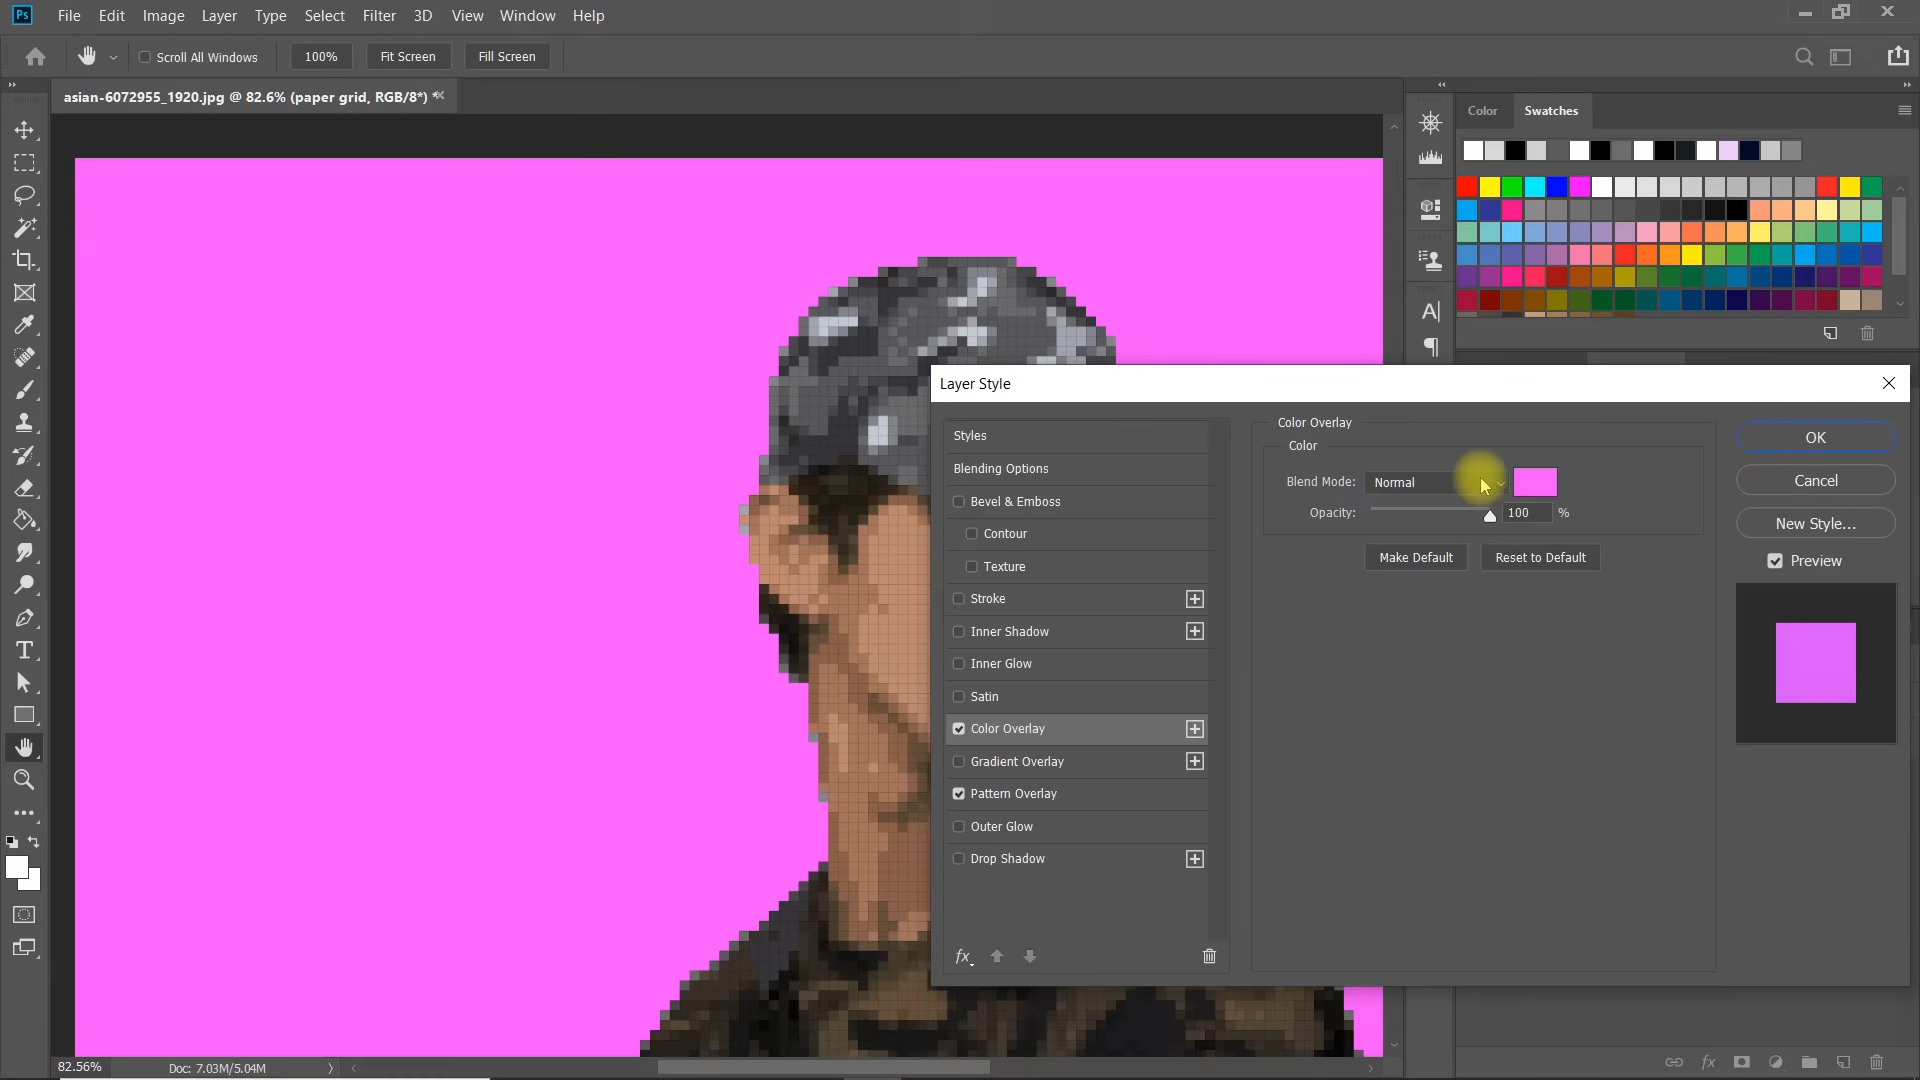 Ps File Edit Image Layer Type Select Filter 3D View Window Help
Scroll All Windows 100% Fit Screen Fill Screen
asian-6072955_1920.jpg @ 82.6% (paper grid, RGB/8*) *
Color Swatches
Layer Style
Styles
Blending Options
Bevel & Emboss
Contour
Texture
Stroke
Inner Shadow
Inner Glow
Satin
Color Overlay
Gradient Overlay
Pattern Overlay
Outer Glow
Drop Shadow
fx
Color Overlay
Color
Blend Mode: Normal
Opacity: 100 %
Make Default Reset to Default
OK
Cancel
New Style...
Preview
82.56% Doc: 7.03M/5.04M
fx